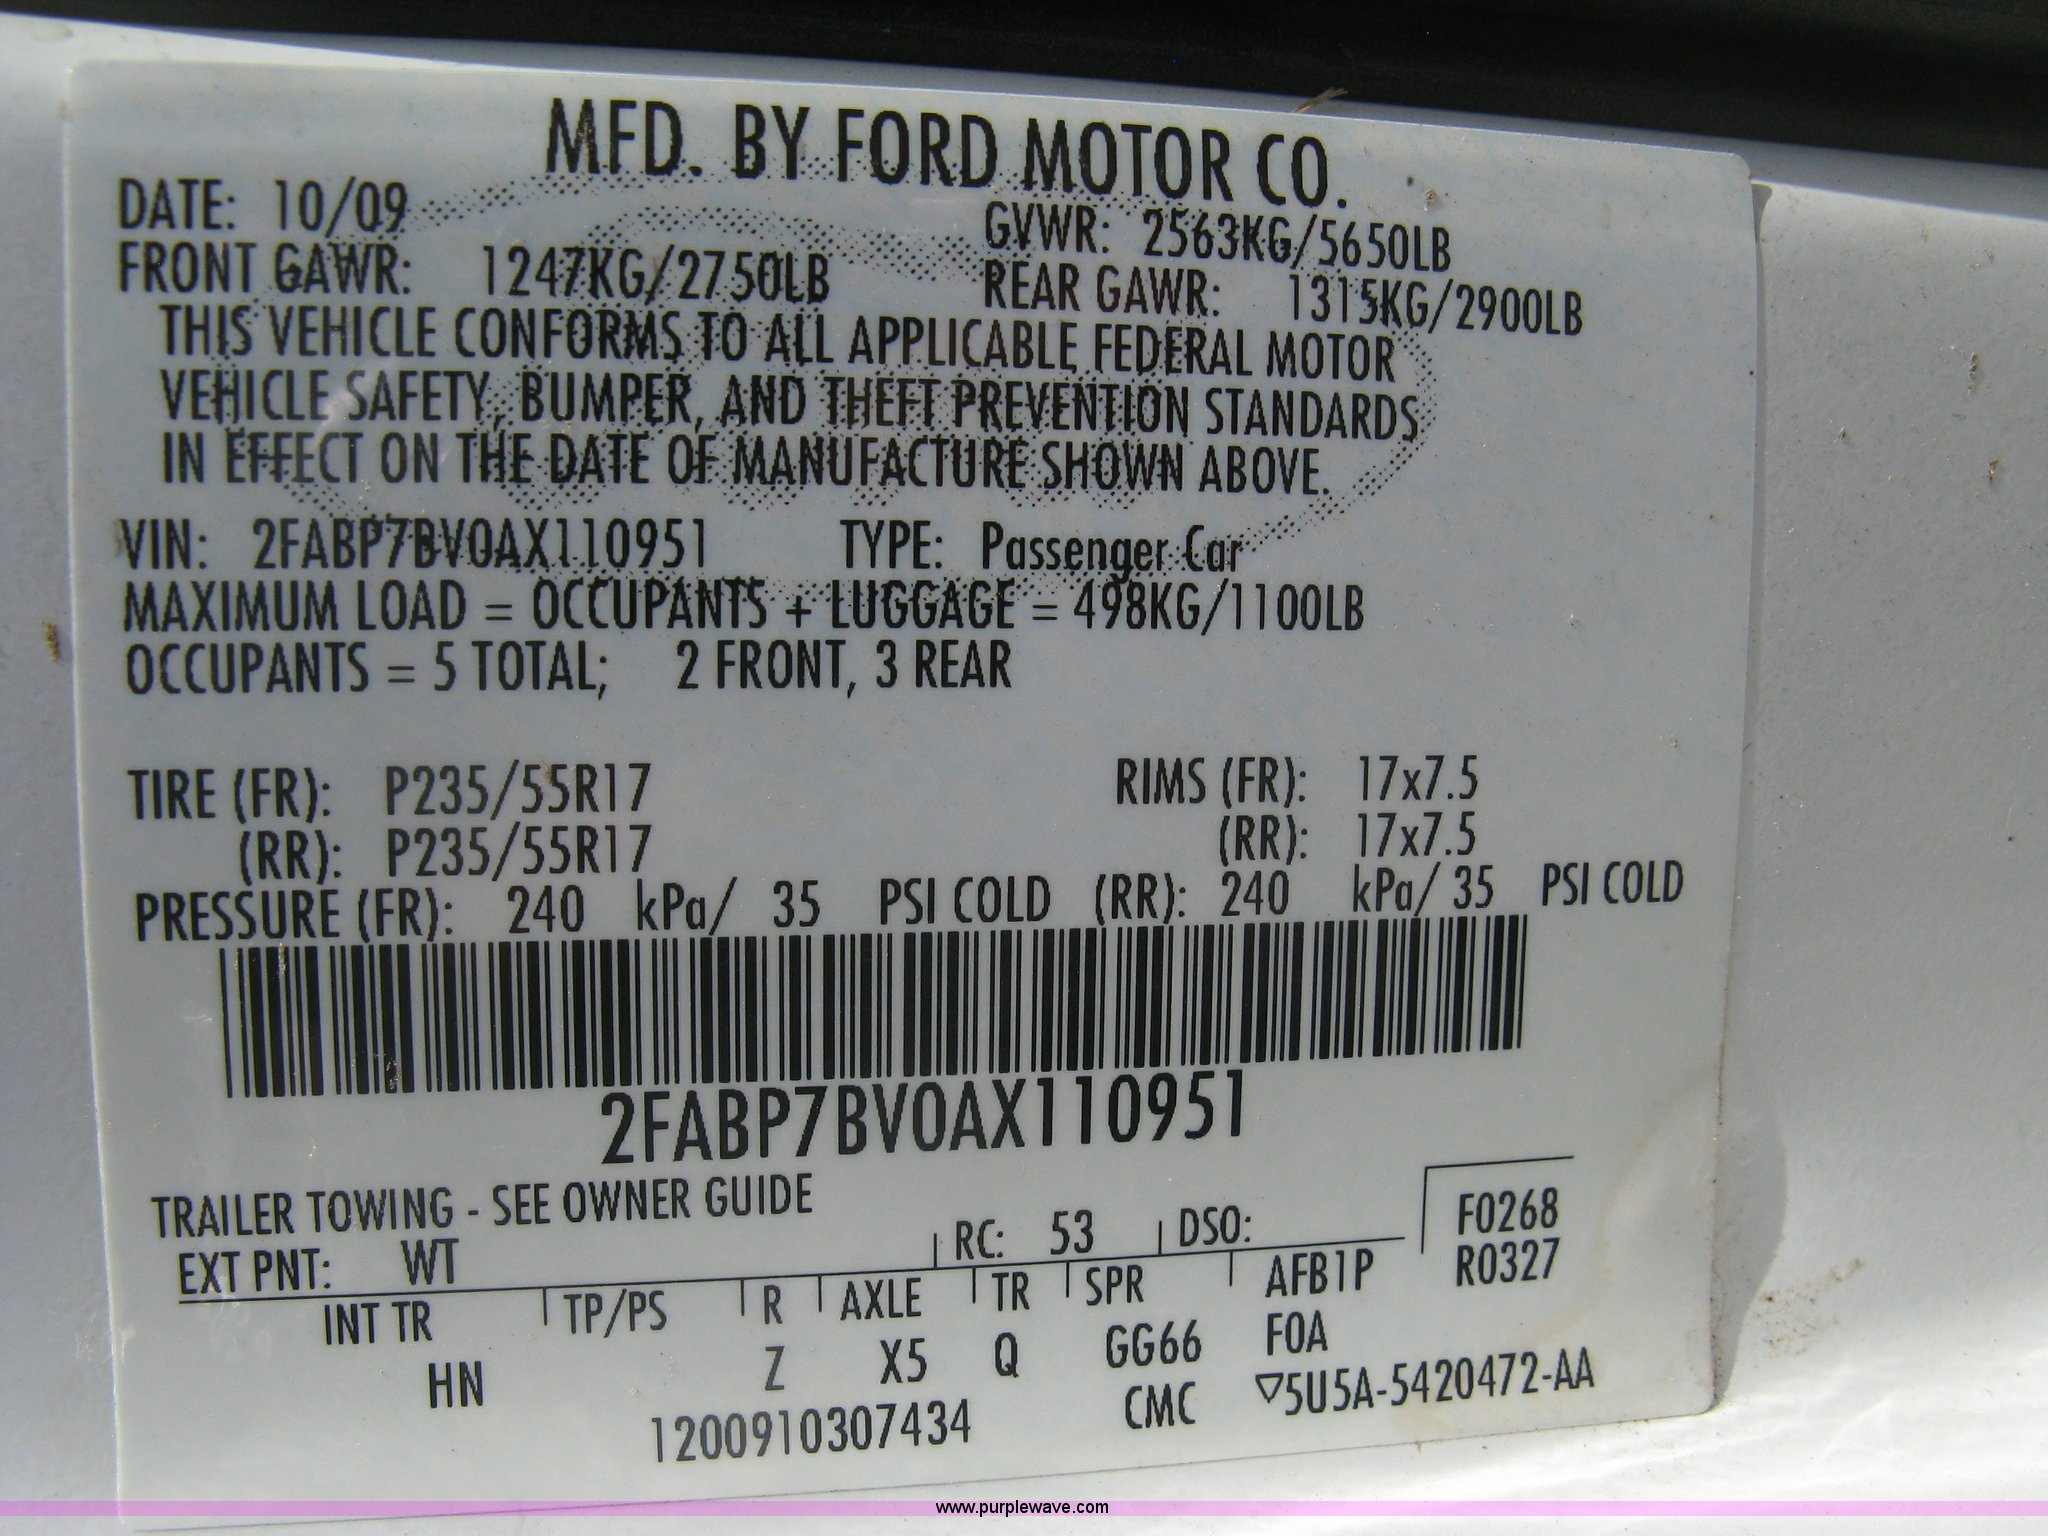 MFD. BY FORD MOTOR CO.
DATE: 10/09 GVWR: 2563KG/5650LB
FRONT GAWR: 1247KG/2750LB REAR GAWR: 1315KG/2900LB
THIS VEHICLE CONFORMS TO ALL APPLICABLE FEDERAL MOTOR
VEHICLE SAFETY, BUMPER, AND THEFT PREVENTION STANDARDS
IN EFFECT ON THE DATE OF MANUFACTURE SHOWN ABOVE.
VIN: 2FABP7BV0AX110951 TYPE: Passenger Car
MAXIMUM LOAD = OCCUPANTS + LUGGAGE = 498KG/1100LB
OCCUPANTS = 5 TOTAL; 2 FRONT, 3 REAR
TIRE (FR): P235/55R17 RIMS (FR): 17x7.5
(RR): P235/55R17 (RR): 17x7.5
PRESSURE (FR): 240 kPa/ 35 PSI COLD (RR): 240 kPa/ 35 PSI COLD
2FABP7BV0AX110951
TRAILER TOWING - SEE OWNER GUIDE F0268
EXT PNT: WT RC: 53 DSO: R0327
INT TR TP/PS R AXLE TR SPR AFB1P
HN Z X5 Q GG66 F0A
1200910307434 CMC ▽5U5A-5420472-AA
www.purplewave.com